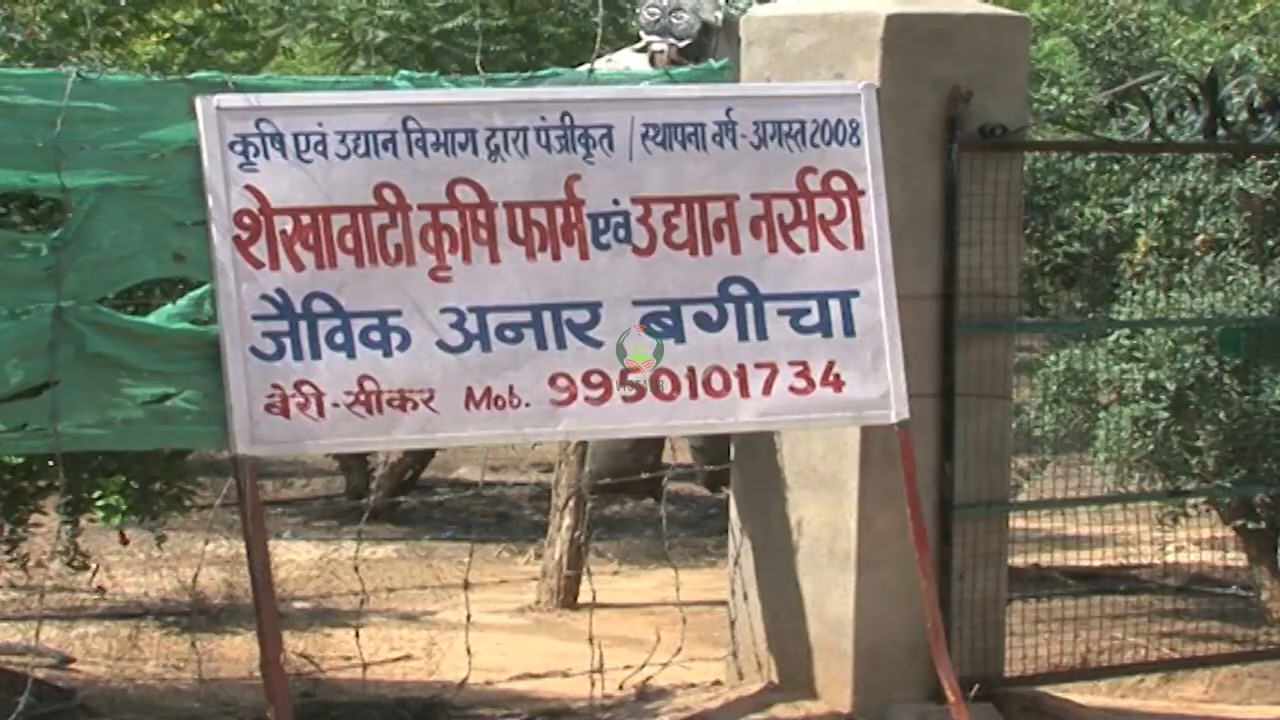 कृषि एवं उद्यान विभाग द्वारा पंजीकृत / स्थापना वर्ष - अगस्त 2008
शेखावाटी कृषि फार्म एवं उद्यान नर्सरी
जैविक अनार बगीचा
बेरी - सीकर Mob. 9950101734